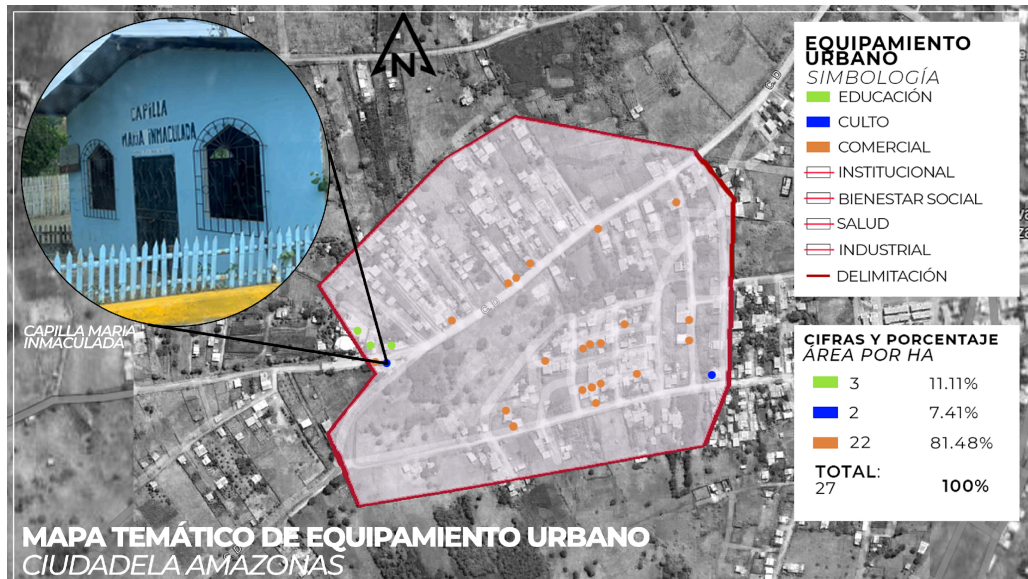 CAPILLA
MARIA INMACULADA
CAPILLA MARIA
INMACULADA
N
C. D
C. D
C. D
EQUIPAMIENTO
URBANO
SIMBOLOGÍA
EDUCACIÓN
CULTO
COMERCIAL
INSTITUCIONAL
BIENESTAR SOCIAL
SALUD
INDUSTRIAL
DELIMITACIÓN
CIFRAS Y PORCENTAJE
ÁREA POR HA
3 11.11%
2 7.41%
22 81.48%
TOTAL:
27 100%
MAPA TEMÁTICO DE EQUIPAMIENTO URBANO
CIUDADELA AMAZONAS